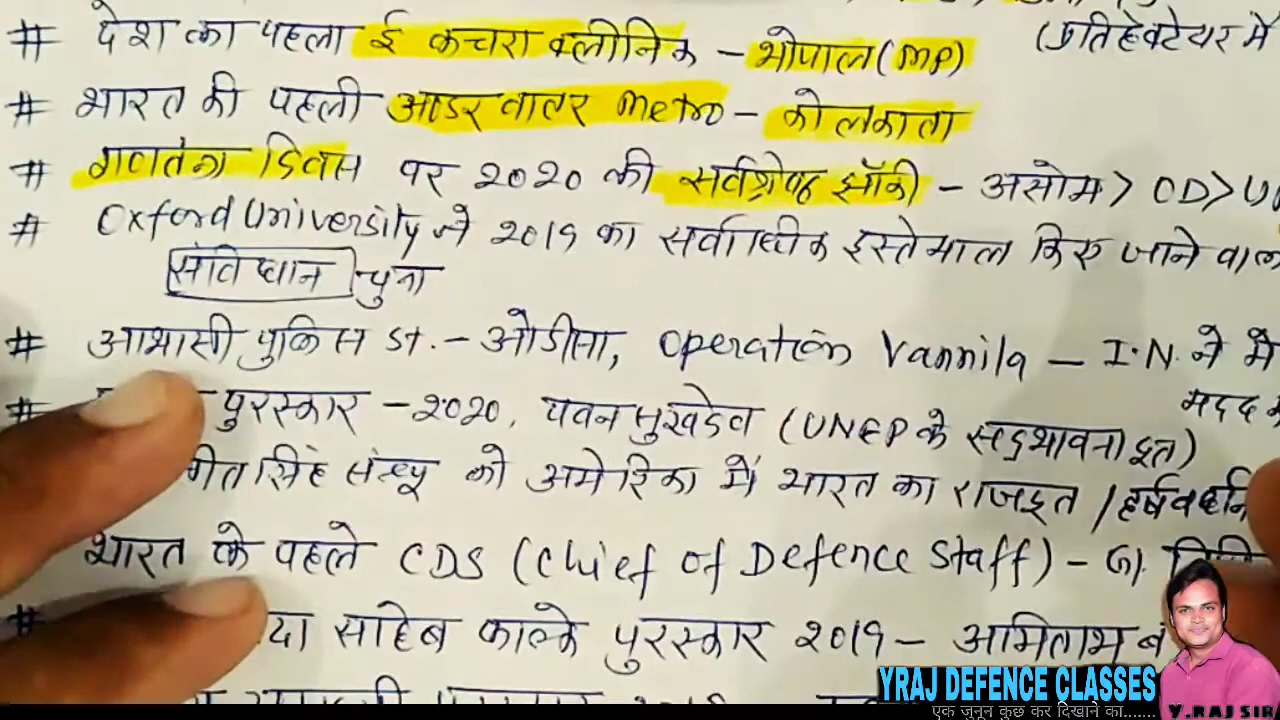 (प्रतिहेक्टेयर में
# देश का पहला ई कचरा क्लीनिक - भोपाल (MP)
# भारत की पहली अण्डर वाटर metro - कोलकाता
# गणतंत्र दिवस पर 2020 की सर्वश्रेष्ठ झाँकी - असोम > OD >
# Oxford University ने 2019 का सर्वाधिक इस्तेमाल किए जाने वाल
संविधान चुना
# आभासी पुलिस St. - ओडीसा, Operation Vannila - I.N. ने मै
मदद
# पुरस्कार - 2020, पवन सुखदेव (UNEP के सद्भावना दूत)
सिंह संन्धू को अमेरिका में भारत का राजदूत / हर्षवर्धन
भारत के पहले CDS (Chief of Defence Staff) -
# दा साहेब फाल्के पुरस्कार 2019 - अमिताभ ब
YRAJ DEFENCE CLASSES
एक जुनून कुछ कर दिखाने का.......
Y.RAJ SIR